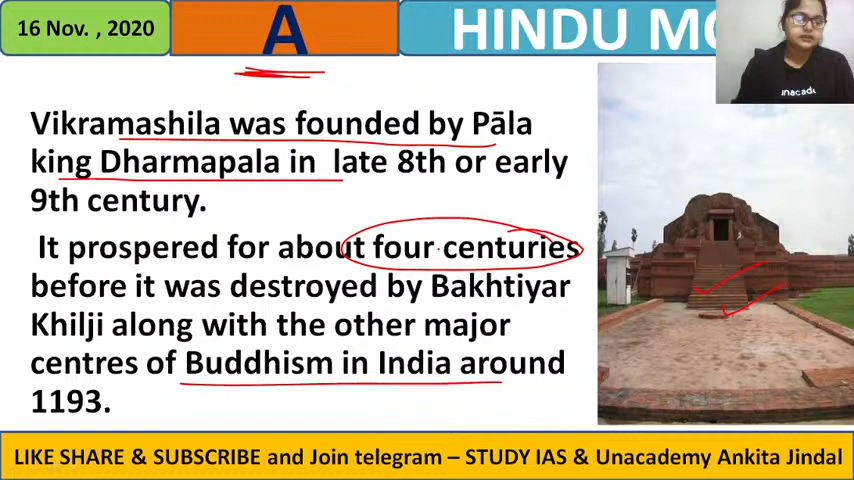 16 Nov. , 2020
A
HINDU MO
unacade
Vikramashila was founded by Pāla
king Dharmapala in late 8th or early
9th century.
It prospered for about four centuries
before it was destroyed by Bakhtiyar
Khilji along with the other major
centres of Buddhism in India around
1193.
LIKE SHARE & SUBSCRIBE and Join telegram – STUDY IAS & Unacademy Ankita Jindal